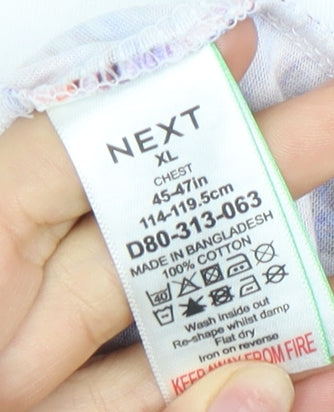 NEXT
XL
CHEST
45-47in
114-119.5cm
D80-313-063
MADE IN BANGLADESH
100% COTTON
40
Wash inside out
Re-shape whilst damp
Flat dry
Iron on reverse
KEEP AWAY FROM FIRE